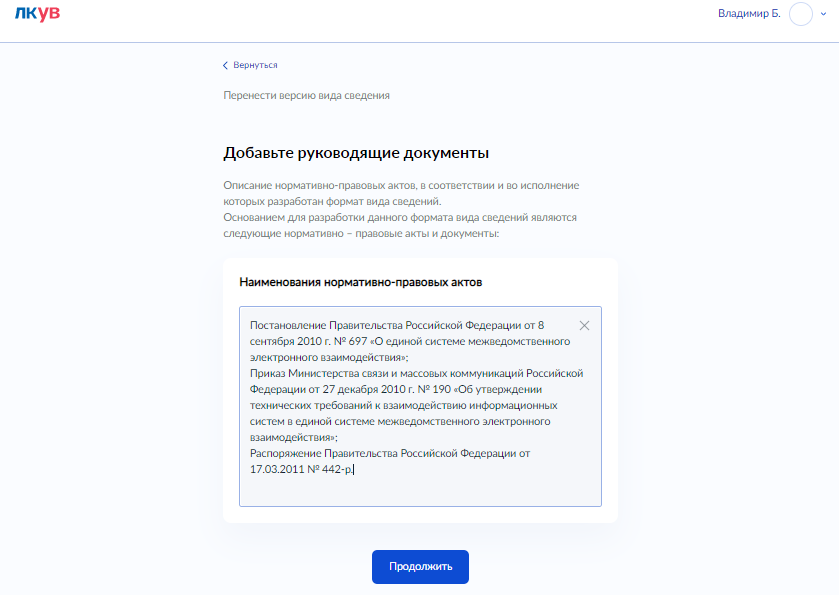 ЛКУВ
Владимир Б.
Вернуться
Перенести версию вида сведения
Добавьте руководящие документы
Описание нормативно-правовых актов, в соответствии и во исполнение
которых разработан формат вида сведений.
Основанием для разработки данного формата вида сведений являются
следующие нормативно – правовые акты и документы:
Наименования нормативно-правовых актов
Постановление Правительства Российской Федерации от 8
сентября 2010 г. № 697 «О единой системе межведомственного
электронного взаимодействия»;
Приказ Министерства связи и массовых коммуникаций Российской
Федерации от 27 декабря 2010 г. № 190 «Об утверждении
технических требований к взаимодействию информационных
систем в единой системе межведомственного электронного
взаимодействия»;
Распоряжение Правительства Российской Федерации от
17.03.2011 № 442-р.
Продолжить